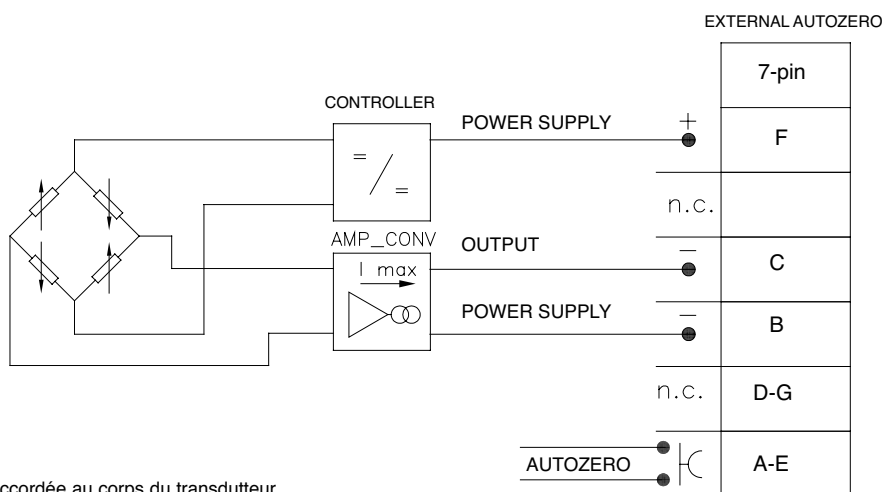 EXTERNAL AUTOZERO
7-pin
CONTROLLER
POWER SUPPLY
+
F
=
/
=
n.c.
AMP_CONV
OUTPUT
–
C
I max
POWER SUPPLY
–
B
n.c.
D-G
AUTOZERO
A-E
ccordée au corps du transdutteur